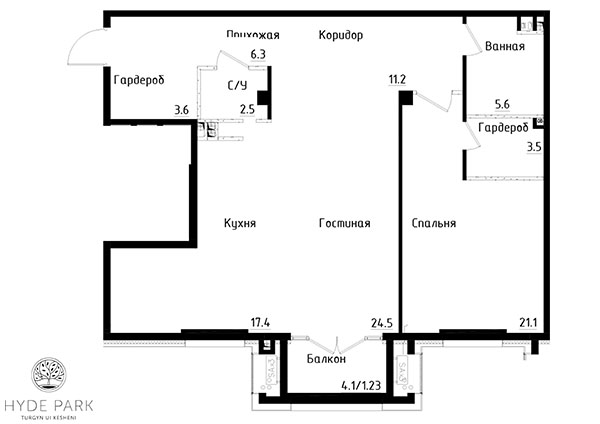 Прихожая
6.3
Коридор
11.2
Ванная
5.6
Гардероб
3.6
С/У
2.5
Гардероб
3.5
Кухня
17.4
Гостиная
24.5
Спальня
21.1
Балкон
4.1/1.23
HYDE PARK
TURGYN UI KESHENI